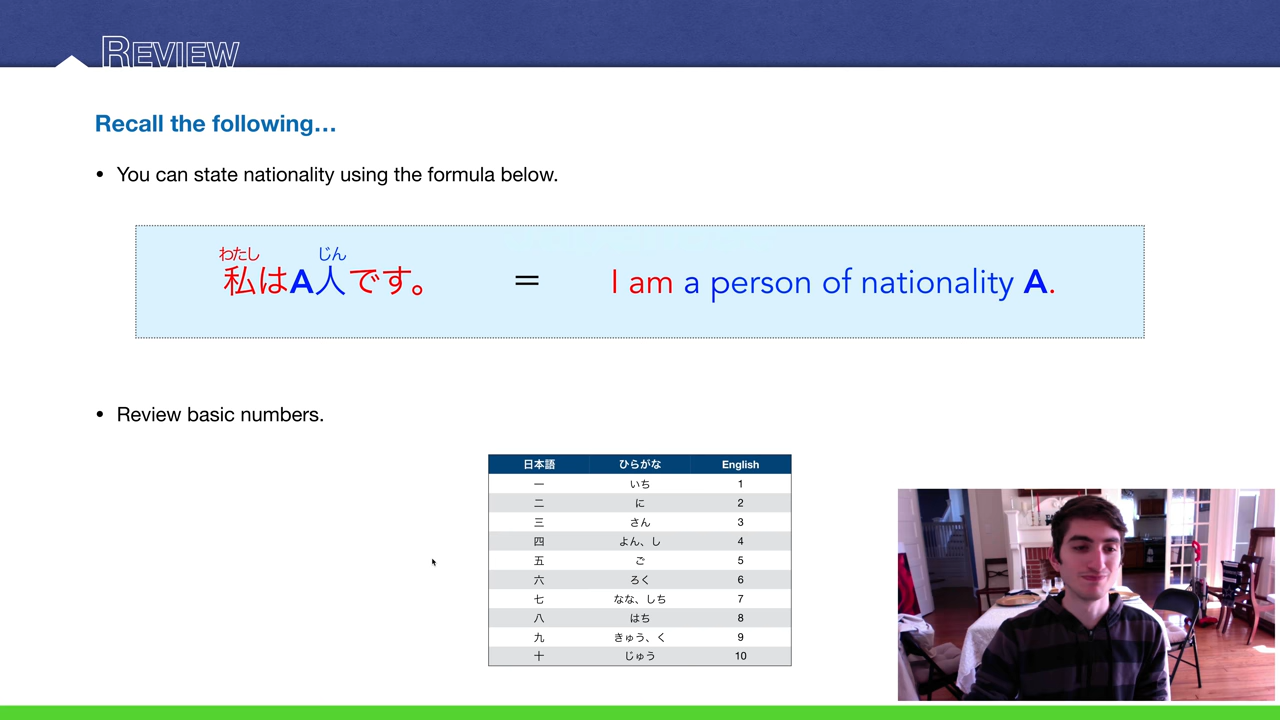 REVIEW
Recall the following…
• You can state nationality using the formula below.
わたし じん
私はA人です。 = I am a person of nationality A.
• Review basic numbers.
日本語 ひらがな English
一 いち 1
二 に 2
三 さん 3
四 よん、し 4
五 ご 5
六 ろく 6
七 なな、しち 7
八 はち 8
九 きゅう、く 9
十 じゅう 10